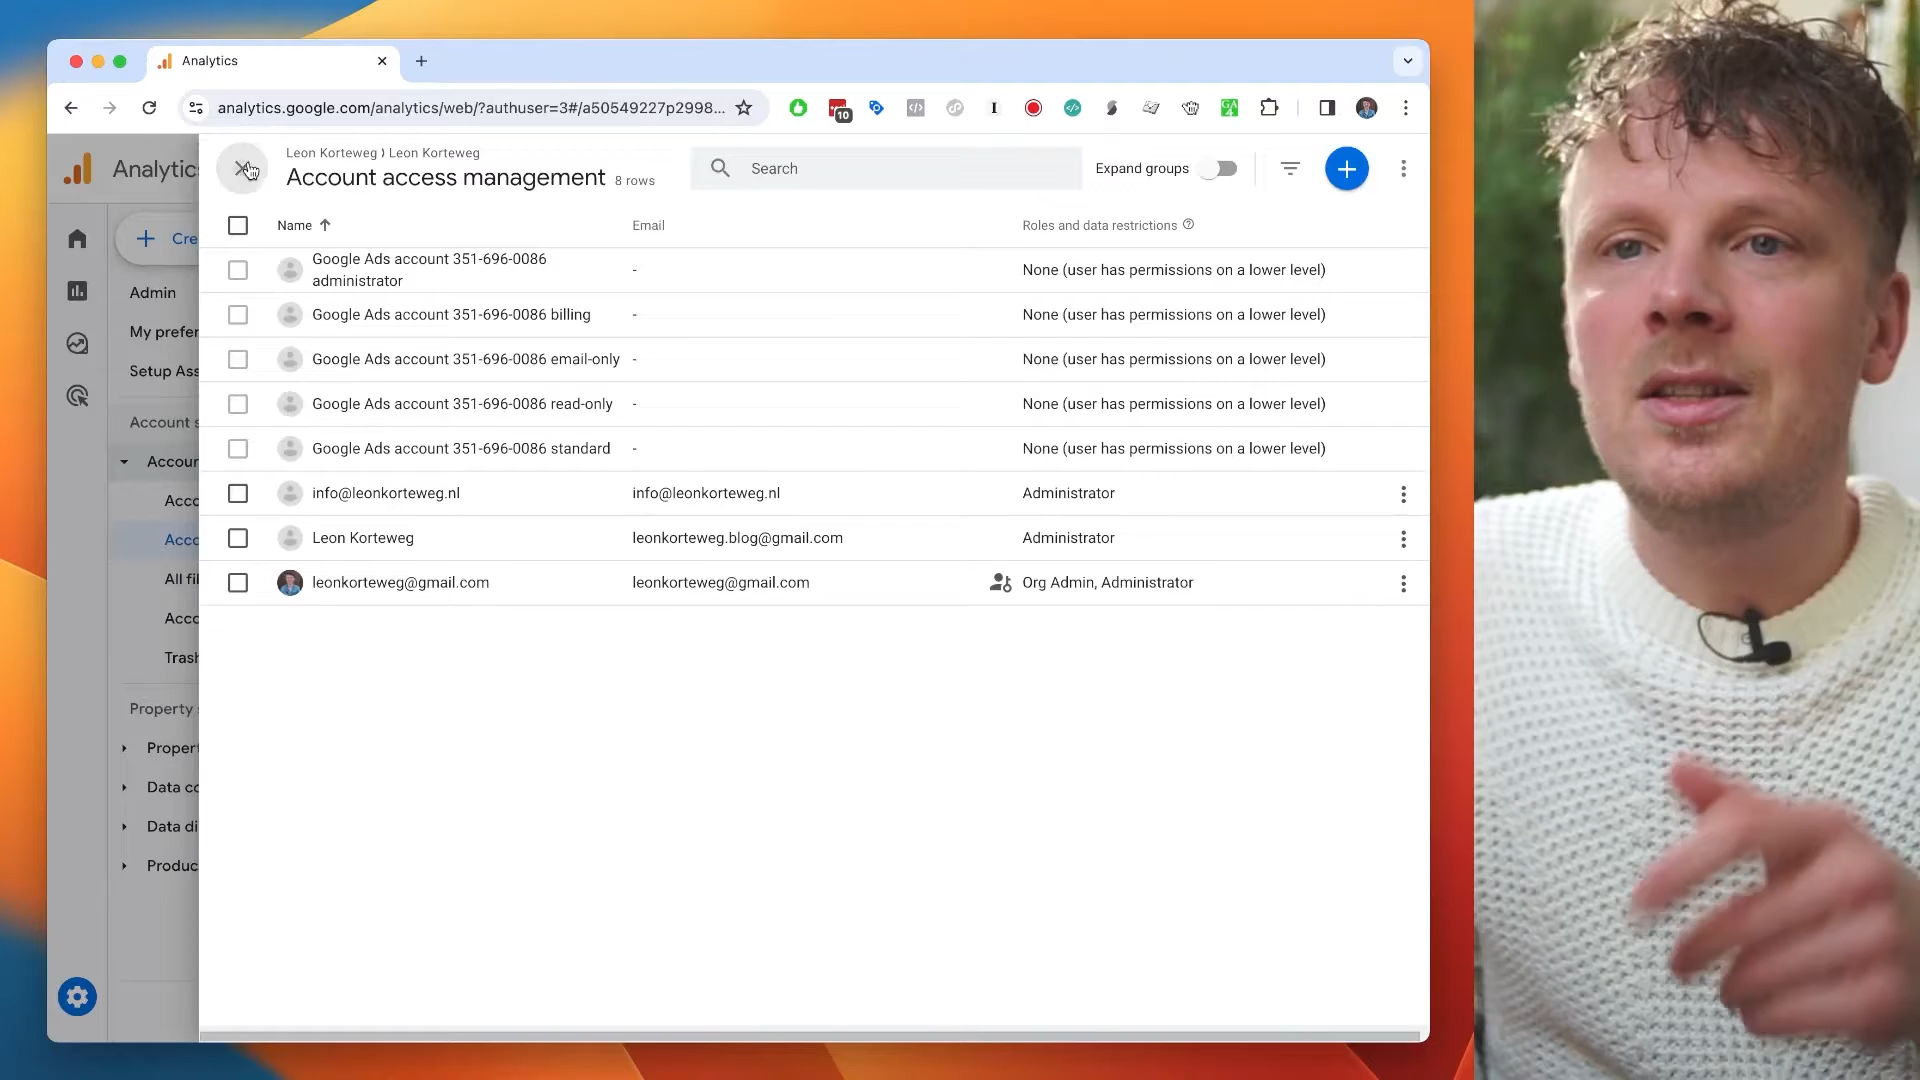 Analytics
analytics.google.com/analytics/web/?authuser=3#/a50549227p2998...
10
GA
4
Analytic
Leon Korteweg ⟩ Leon Korteweg
Account access management 8 rows
Search
Expand groups
Cre
Name
Email
Roles and data restrictions
Admin
My prefer
Setup Ass
Account s
Accour
Acco
Acco
All fil
Acco
Trash
Property s
Propert
Data co
Data di
Produc
Google Ads account 351-696-0086
administrator
-
None (user has permissions on a lower level)
Google Ads account 351-696-0086 billing
-
None (user has permissions on a lower level)
Google Ads account 351-696-0086 email-only
-
None (user has permissions on a lower level)
Google Ads account 351-696-0086 read-only
-
None (user has permissions on a lower level)
Google Ads account 351-696-0086 standard
-
None (user has permissions on a lower level)
info@leonkorteweg.nl
info@leonkorteweg.nl
Administrator
Leon Korteweg
leonkorteweg.blog@gmail.com
Administrator
leonkorteweg@gmail.com
leonkorteweg@gmail.com
Org Admin, Administrator